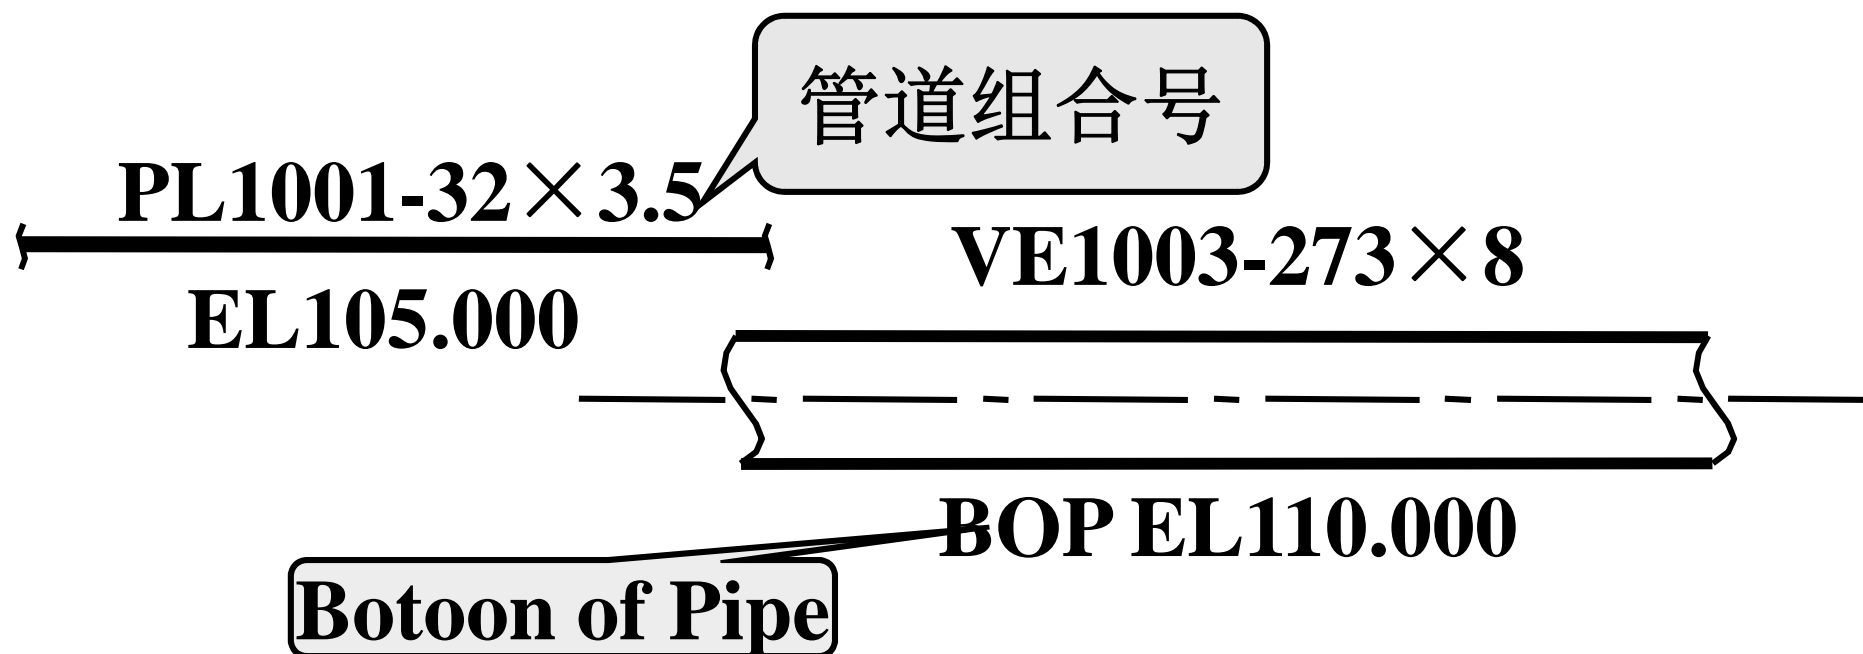 管道组合号
PL1001-32×3.5
VE1003-273×8
EL105.000
BOP EL110.000
Botoon of Pipe